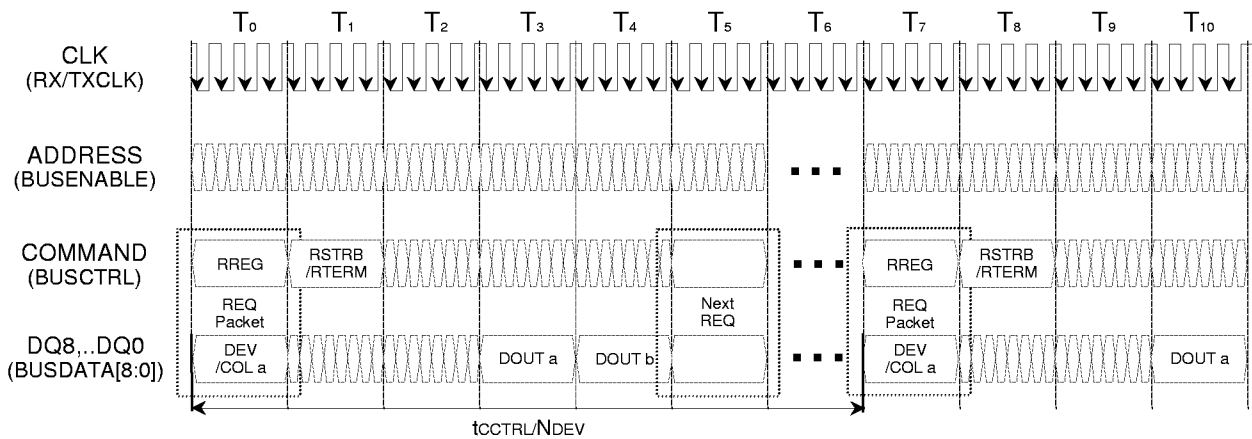 T0 T1 T2 T3 T4 T5 T6 T7 T8 T9 T10
CLK
(RX/TXCLK)
ADDRESS
(BUSENABLE)
COMMAND
(BUSCTRL)
RREG
RSTRB
/RTERM
RREG
RSTRB
/RTERM
REQ
Packet
Next
REQ
REQ
Packet
DQ8,..DQ0
(BUSDATA[8:0])
DEV
/COL a
DOUT a
DOUT b
DEV
/COL a
DOUT a
tCCTRL/NDEV